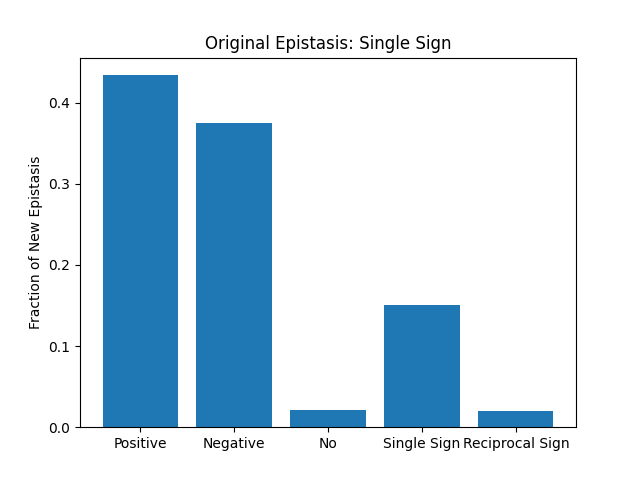 Original Epistasis: Single Sign
Fraction of New Epistasis
0.4
0.3
0.2
0.1
0.0
Positive Negative No Single Sign Reciprocal Sign